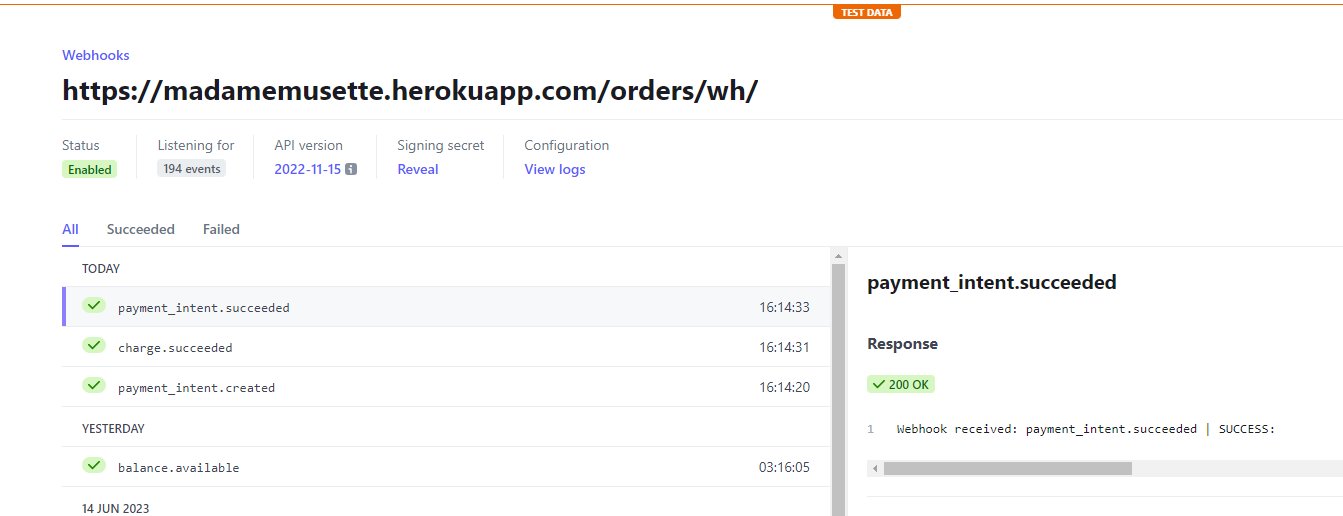 TEST DATA
Webhooks
https://madamemusette.herokuapp.com/orders/wh/
Status Listening for API version Signing secret Configuration
Enabled 194 events 2022-11-15 i Reveal View logs
All Succeeded Failed
TODAY
payment_intent.succeeded 16:14:33
charge.succeeded 16:14:31
payment_intent.created 16:14:20
YESTERDAY
balance.available 03:16:05
14 JUN 2023
payment_intent.succeeded
Response
200 OK
1 Webhook received: payment_intent.succeeded | SUCCESS: